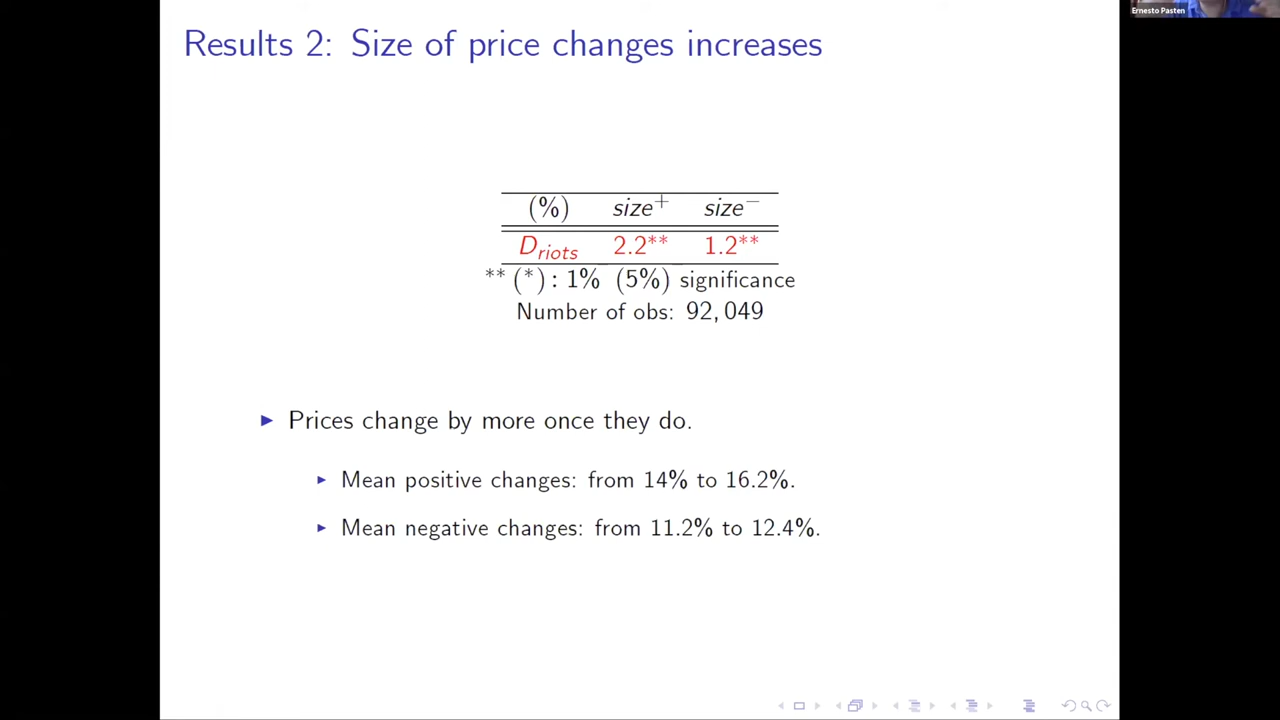 Ernesto Pasten
Results 2: Size of price changes increases
(%) size+ size−
D_riots 2.2** 1.2**
**(*): 1% (5%) significance
Number of obs: 92,049
Prices change by more once they do.
Mean positive changes: from 14% to 16.2%.
Mean negative changes: from 11.2% to 12.4%.